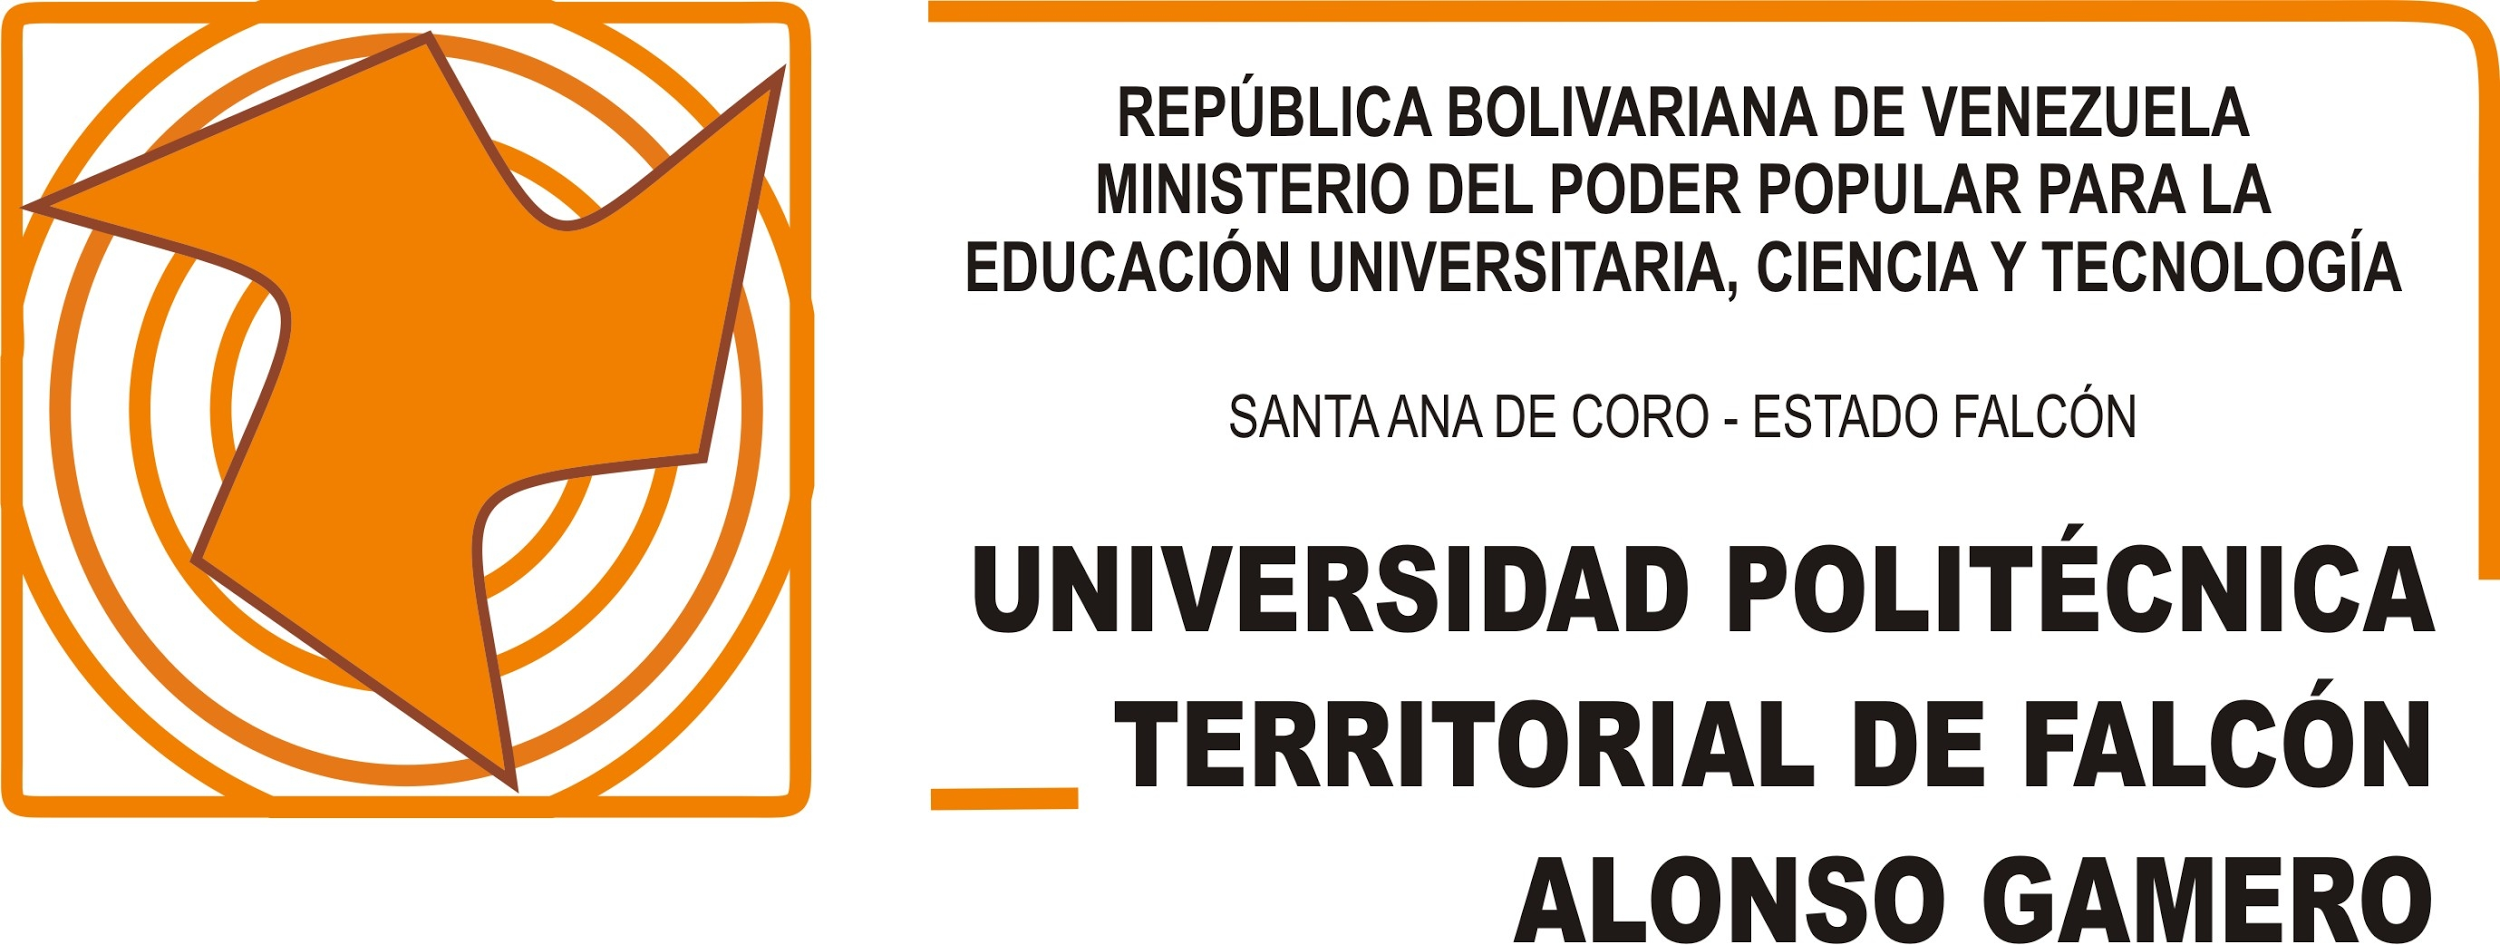 REPÚBLICA BOLIVARIANA DE VENEZUELA
MINISTERIO DEL PODER POPULAR PARA LA
EDUCACIÓN UNIVERSITARIA, CIENCIA Y TECNOLOGÍA
SANTA ANA DE CORO - ESTADO FALCÓN
UNIVERSIDAD POLITÉCNICA
TERRITORIAL DE FALCÓN
ALONSO GAMERO